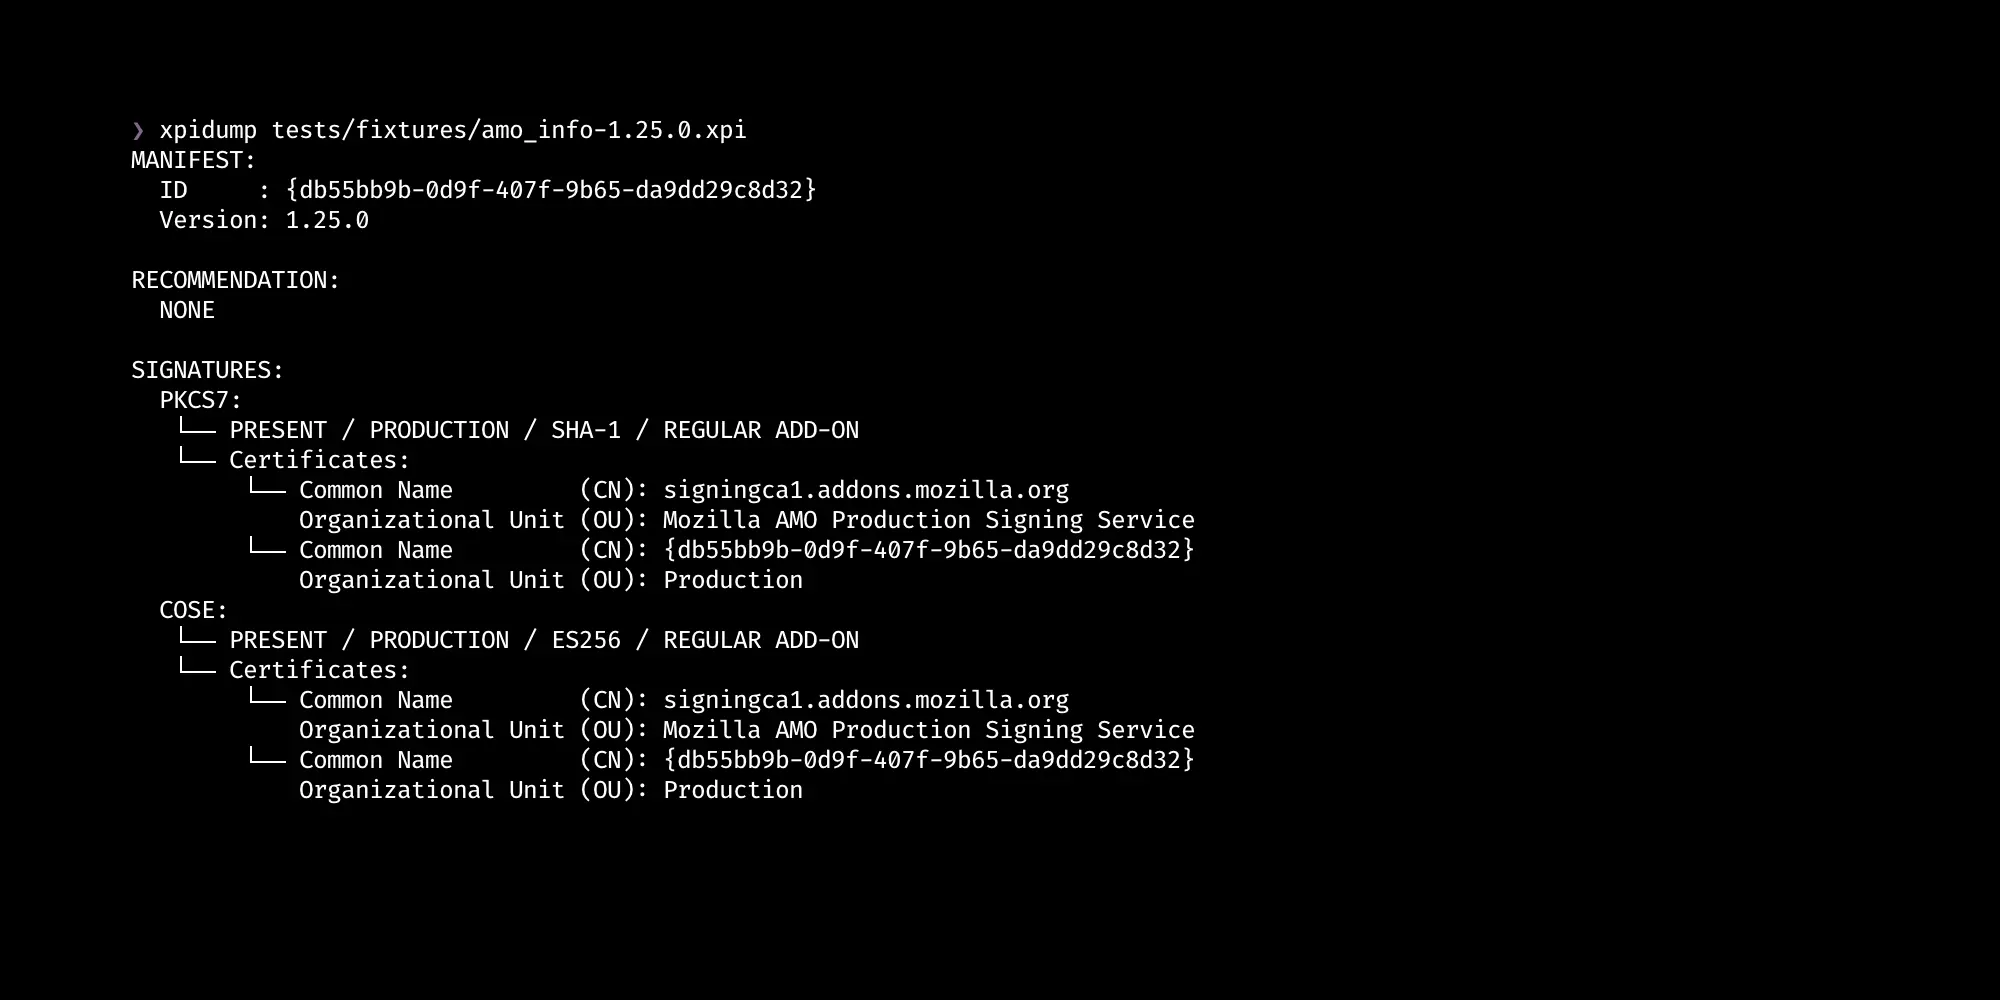 ❯ xpidump tests/fixtures/amo_info-1.25.0.xpi
MANIFEST:
  ID     : {db55bb9b-0d9f-407f-9b65-da9dd29c8d32}
  Version: 1.25.0

RECOMMENDATION:
  NONE

SIGNATURES:
  PKCS7:
   └── PRESENT / PRODUCTION / SHA-1 / REGULAR ADD-ON
   └── Certificates:
        └── Common Name         (CN): signingca1.addons.mozilla.org
            Organizational Unit (OU): Mozilla AMO Production Signing Service
        └── Common Name         (CN): {db55bb9b-0d9f-407f-9b65-da9dd29c8d32}
            Organizational Unit (OU): Production
  COSE:
   └── PRESENT / PRODUCTION / ES256 / REGULAR ADD-ON
   └── Certificates:
        └── Common Name         (CN): signingca1.addons.mozilla.org
            Organizational Unit (OU): Mozilla AMO Production Signing Service
        └── Common Name         (CN): {db55bb9b-0d9f-407f-9b65-da9dd29c8d32}
            Organizational Unit (OU): Production